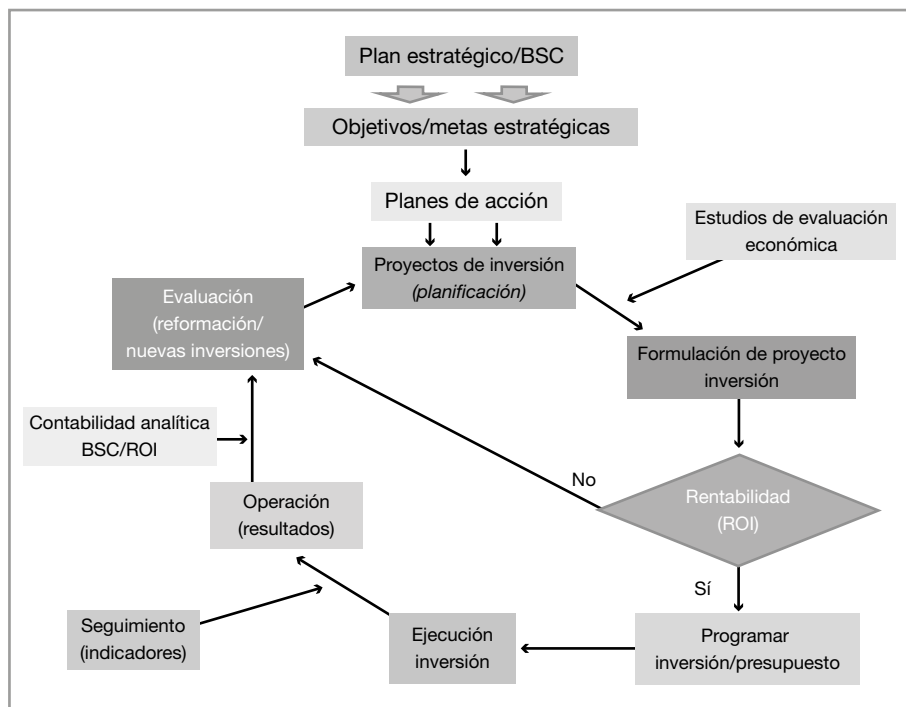 Plan estratégico/BSC
Objetivos/metas estratégicas
Planes de acción
Estudios de evaluación
económica
Proyectos de inversión
(planificación)
Evaluación
(reformación/
nuevas inversiones)
Formulación de proyecto
inversión
Contabilidad analítica
BSC/ROI
No
Rentabilidad
(ROI)
Operación
(resultados)
Sí
Seguimiento
(indicadores)
Ejecución
inversión
Programar
inversión/presupuesto